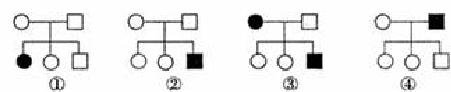 ① ② ③ ④